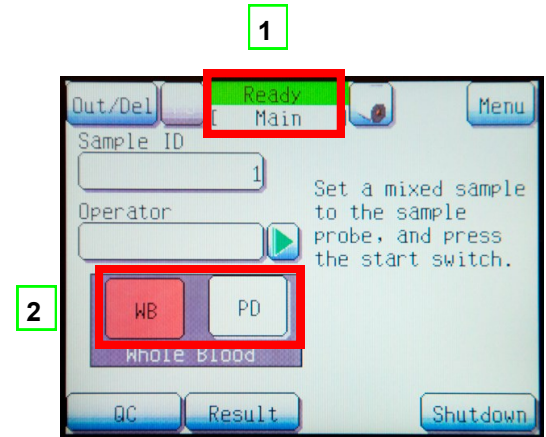 1
Out/Del
Ready
[ Main
Menu
Sample ID
1
Operator
Set a mixed sample
to the sample
probe, and press
the start switch.
2
WB
PD
Whole Blood
QC
Result
Shutdown